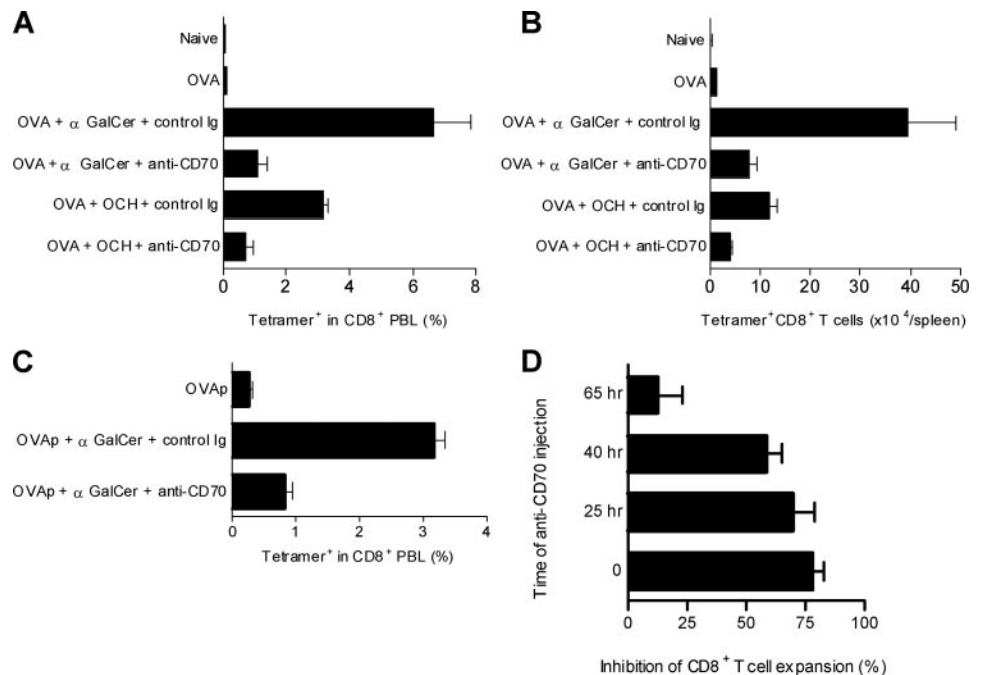 A
Naive
OVA
OVA + α GalCer + control Ig
OVA + α GalCer + anti-CD70
OVA + OCH + control Ig
OVA + OCH + anti-CD70
0 2 4 6 8
Tetramer⁺ in CD8⁺ PBL (%)
B
Naive
OVA
OVA + α GalCer + control Ig
OVA + α GalCer + anti-CD70
OVA + OCH + control Ig
OVA + OCH + anti-CD70
0 10 20 30 40 50
Tetramer⁺CD8⁺ T cells (x10⁴/spleen)
C
OVAp
OVAp + α GalCer + control Ig
OVAp + α GalCer + anti-CD70
0 1 2 3 4
Tetramer⁺ in CD8⁺ PBL (%)
D
Time of anti-CD70 injection
65 hr
40 hr
25 hr
0
0 25 50 75 100
Inhibition of CD8⁺ T cell expansion (%)